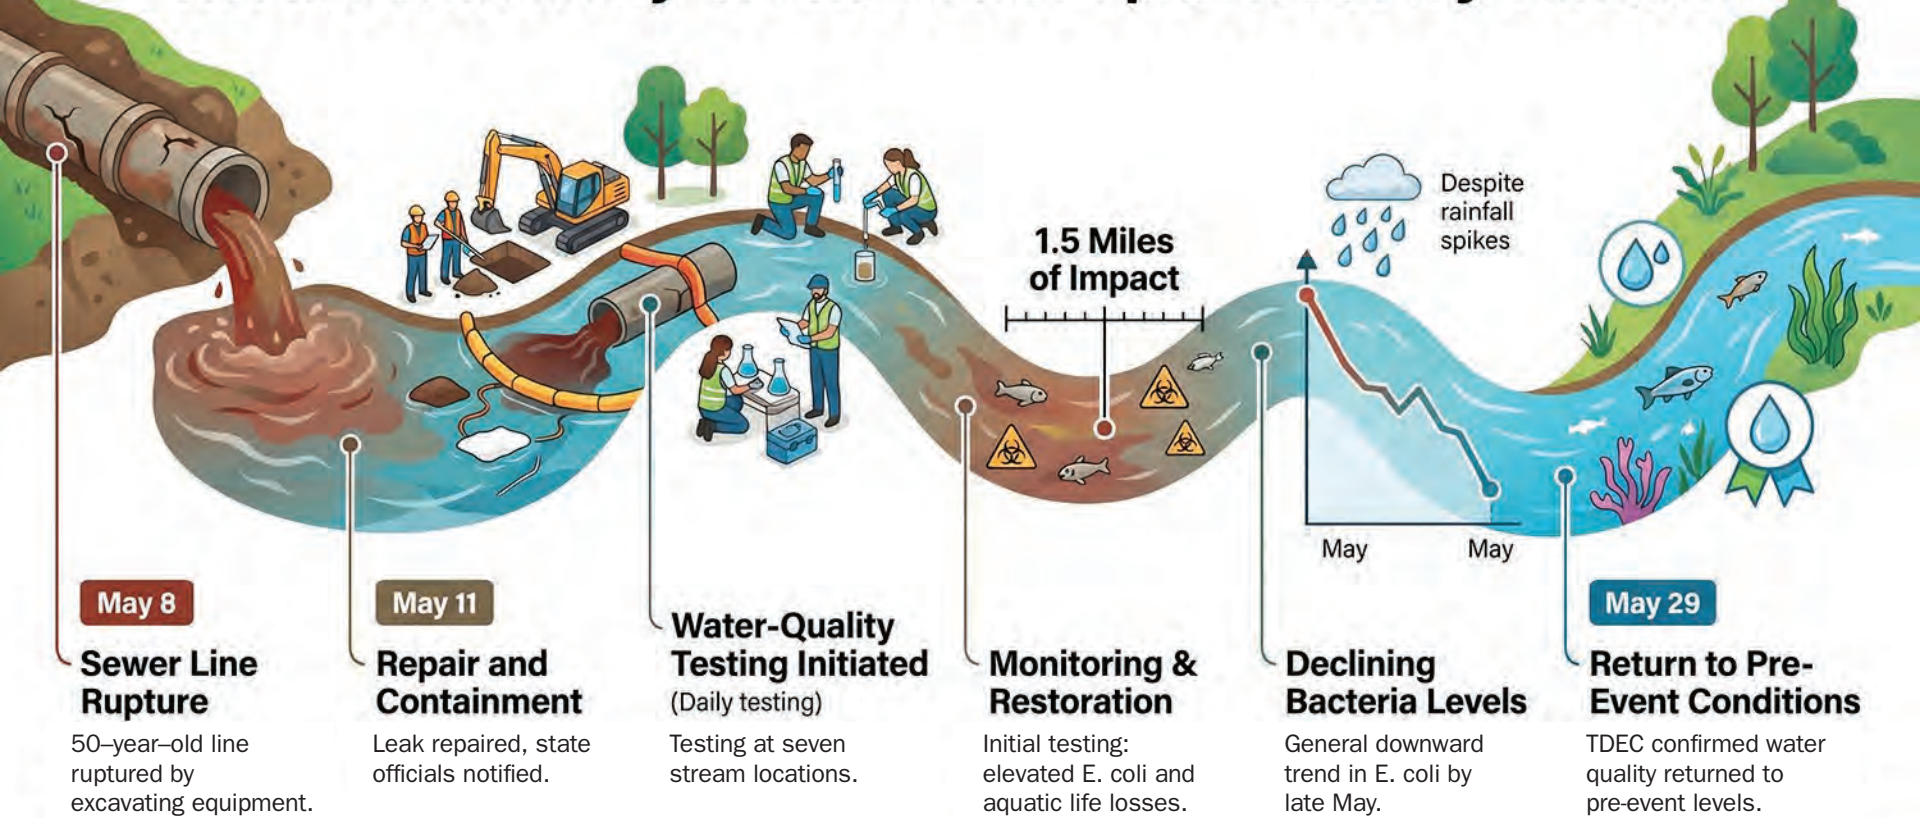 1.5 Miles
of Impact
Despite
rainfall
spikes
May
May
May 8
Sewer Line
Rupture
50–year–old line
ruptured by
excavating equipment.
May 11
Repair and
Containment
Leak repaired, state
officials notified.
Water-Quality
Testing Initiated
(Daily testing)
Testing at seven
stream locations.
Monitoring &
Restoration
Initial testing:
elevated E. coli and
aquatic life losses.
Declining
Bacteria Levels
General downward
trend in E. coli by
late May.
May 29
Return to Pre-
Event Conditions
TDEC confirmed water
quality returned to
pre-event levels.